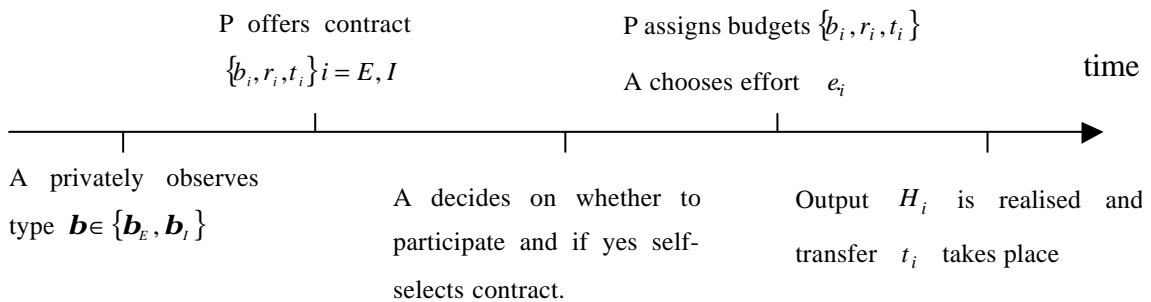 P offers contract
{b_i, r_i, t_i} i = E, I
P assigns budgets {b_i, r_i, t_i}
A chooses effort e_i
time
A privately observes
type b ∈ {b_E, b_I}
A decides on whether to
participate and if yes self-
selects contract.
Output H_i is realised and
transfer t_i takes place